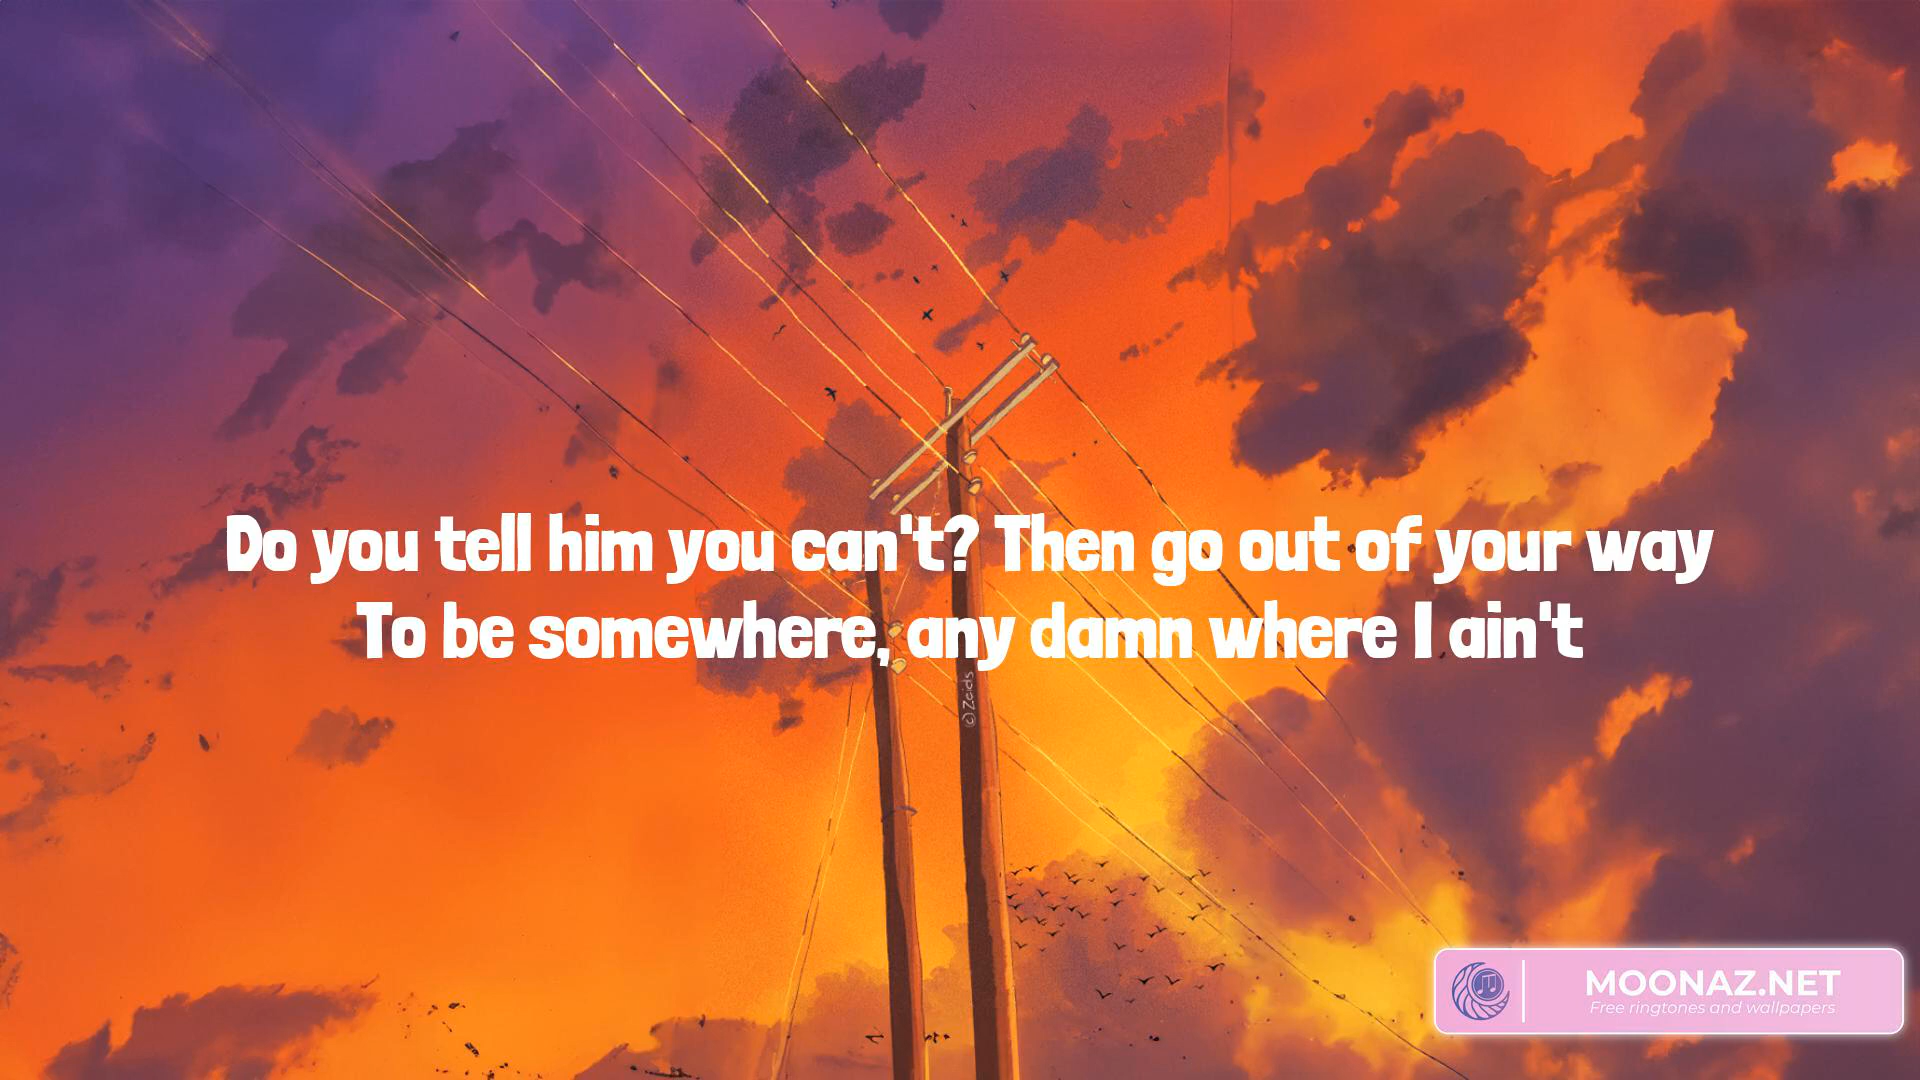 Do you tell him you can't? Then go out of your way
To be somewhere, any damn where I ain't
(c) Zeids
MOONAZ.NET
Free ringtones and wallpapers